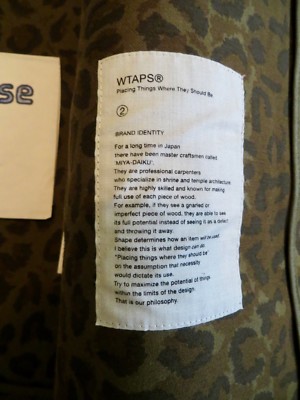 se
WTAPS®
Placing Things Where They Should Be
②
BRAND IDENTITY
For a long time in Japan
there have been master craftsmen called
'MIYA-DAIKU'.
They are professional carpenters
who specialize in shrine and temple architecture.
They are highly skilled and known for making
full use of each piece of wood.
For example, if they see a gnarled or
imperfect piece of wood, they are able to see
its full potential instead of seeing it as a defect
and throwing it away.
Shape determines how an item will be used
I believe this is what design can do.
"Placing things where they should be
on the assumption that necessity
would dictate its use.
Try to maximize the potential of things
within the limits of the design.
That is our philosophy.